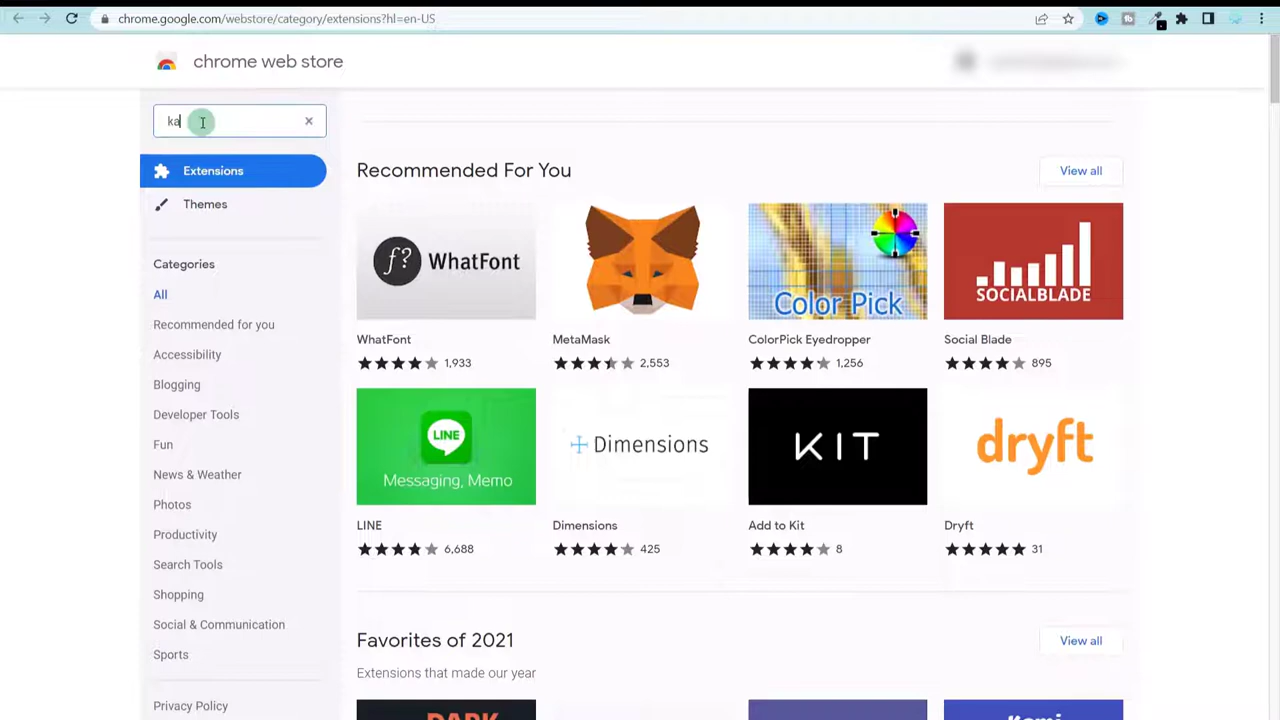 chrome.google.com/webstore/category/extensions?hl=en-US
chrome web store
ka
Extensions
Themes
Categories
All
Recommended for you
Accessibility
Blogging
Developer Tools
Fun
News & Weather
Photos
Productivity
Search Tools
Shopping
Social & Communication
Sports
Privacy Policy
Recommended For You
View all
f? WhatFont
Color Pick
SOCIALBLADE
WhatFont
MetaMask
ColorPick Eyedropper
Social Blade
1,933
2,553
1,256
895
LINE
Messaging, Memo
Dimensions
KIT
dryft
LINE
Dimensions
Add to Kit
Dryft
6,688
425
8
31
Favorites of 2021
View all
Extensions that made our year
DARK
Kami